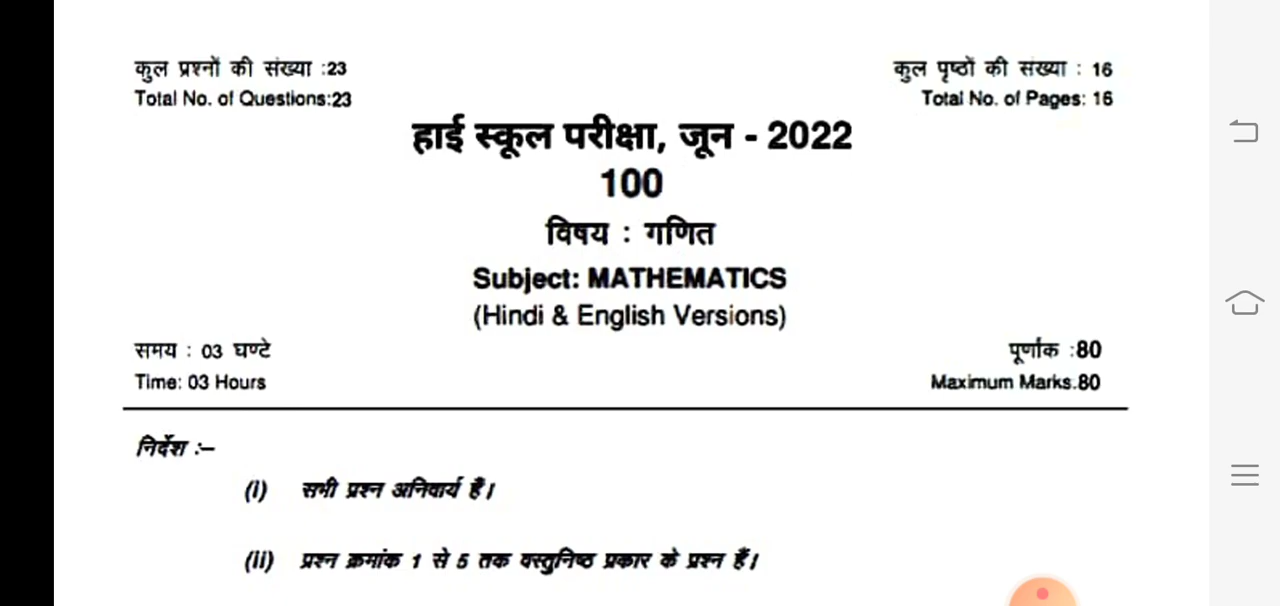 कुल प्रश्नों की संख्या :23
कुल पृष्ठों की संख्या : 16
Total No. of Questions:23
Total No. of Pages: 16
हाई स्कूल परीक्षा, जून - 2022
100
विषय : गणित
Subject: MATHEMATICS
(Hindi & English Versions)
समय : 03 घण्टे
पूर्णांक :80
Time: 03 Hours
Maximum Marks.80
निर्देश :–
(i) सभी प्रश्न अनिवार्य हैं।
(ii) प्रश्न क्रमांक 1 से 5 तक वस्तुनिष्ठ प्रकार के प्रश्न हैं।